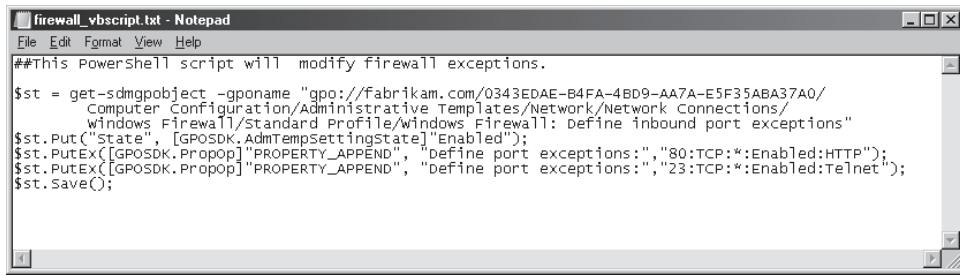 firewall_vbscript.txt - Notepad
File Edit Format View Help
##This PowerShell script will  modify firewall exceptions.
$st = get-sdmgpobject -gponame "gpo://fabrikam.com/0343EDAE-B4FA-4BD9-AA7A-E5F35ABA37A0/
Computer Configuration/Administrative Templates/Network/Network Connections/
Windows Firewall/Standard Profile/Windows Firewall: Define inbound port exceptions"
$st.Put("State", [GPOSDK.AdmTempSettingState]"Enabled");
$st.PutEx([GPOSDK.PropOp]"PROPERTY_APPEND", "Define port exceptions:","80:TCP:*:Enabled:HTTP");
$st.PutEx([GPOSDK.PropOp]"PROPERTY_APPEND", "Define port exceptions:","23:TCP:*:Enabled:Telnet");
$st.Save();